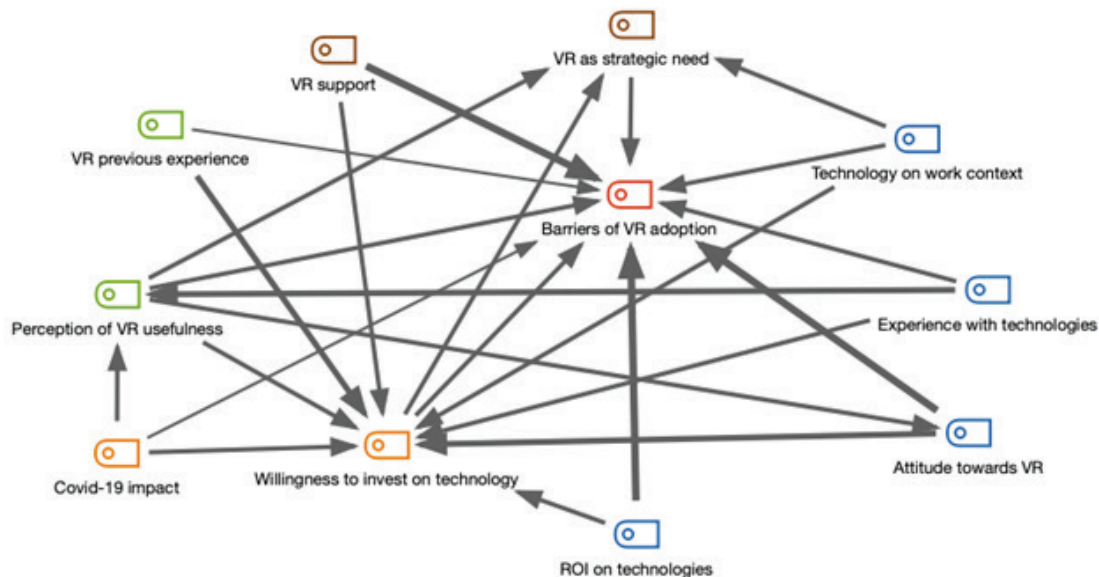 VR as strategic need
VR support
VR previous experience
Technology on work context
Barriers of VR adoption
Perception of VR usefulness
Experience with technologies
Attitude towards VR
Willingness to invest on technology
Covid-19 impact
ROI on technologies